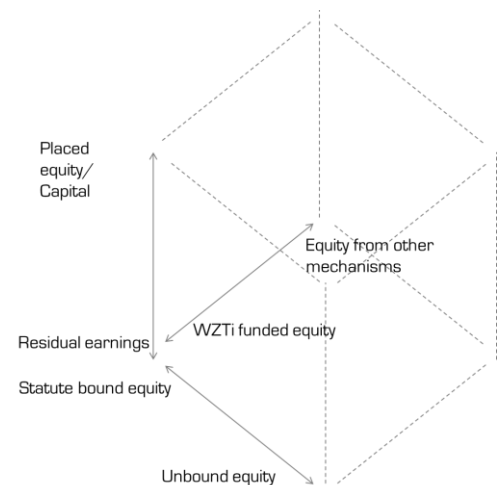 Placed
equity/
Capital
Equity from other
mechanisms
WZTi funded equity
Residual earnings
Statute bound equity
Unbound equity